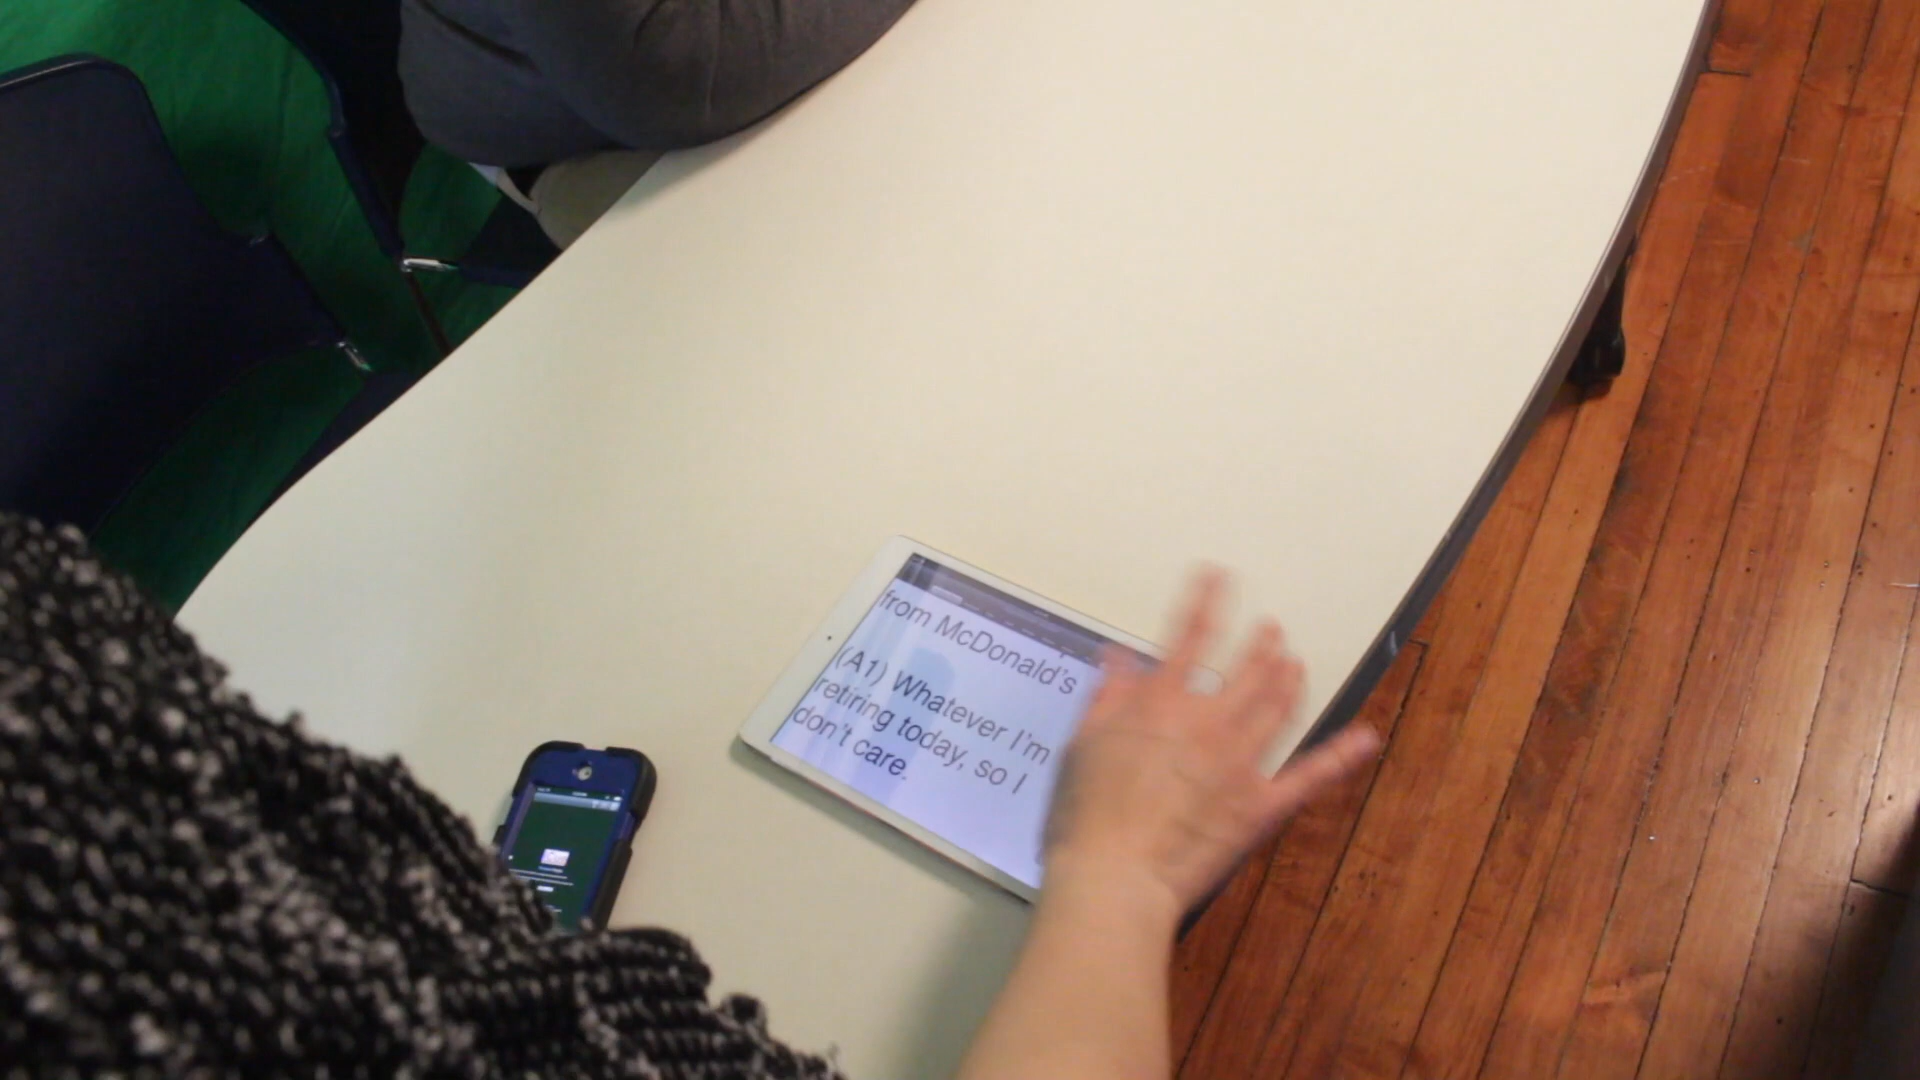 from McDonald's
(A1) Whatever I'm
retiring today, so I
don't care.